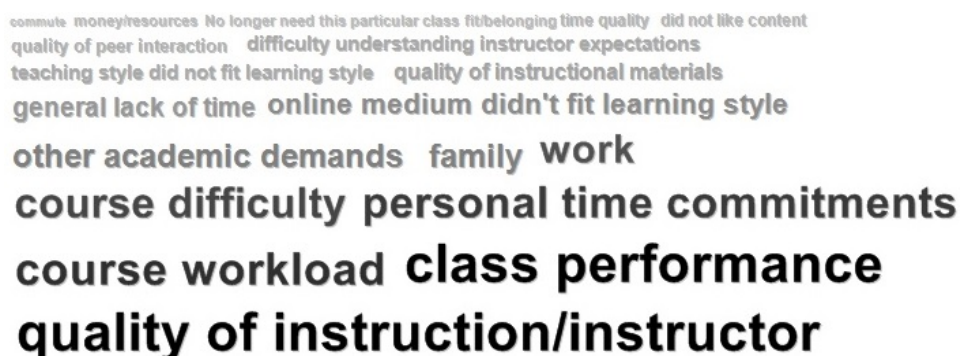 commute money/resources No longer need this particular class fit/belonging time quality did not like content
quality of peer interaction difficulty understanding instructor expectations
teaching style did not fit learning style quality of instructional materials
general lack of time online medium didn't fit learning style
other academic demands family work
course difficulty personal time commitments
course workload class performance
quality of instruction/instructor